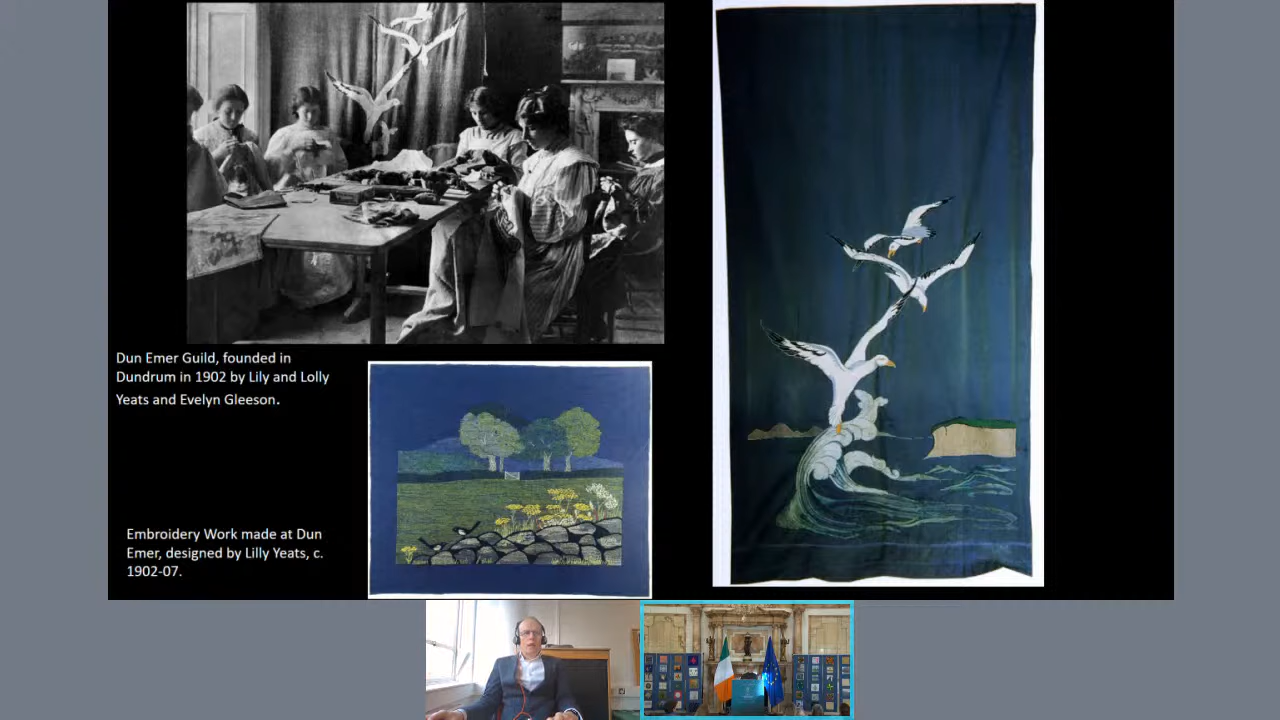 Dun Emer Guild, founded in
Dundrum in 1902 by Lily and Lolly
Yeats and Evelyn Gleeson.
Embroidery Work made at Dun
Emer, designed by Lilly Yeats, c.
1902-07.